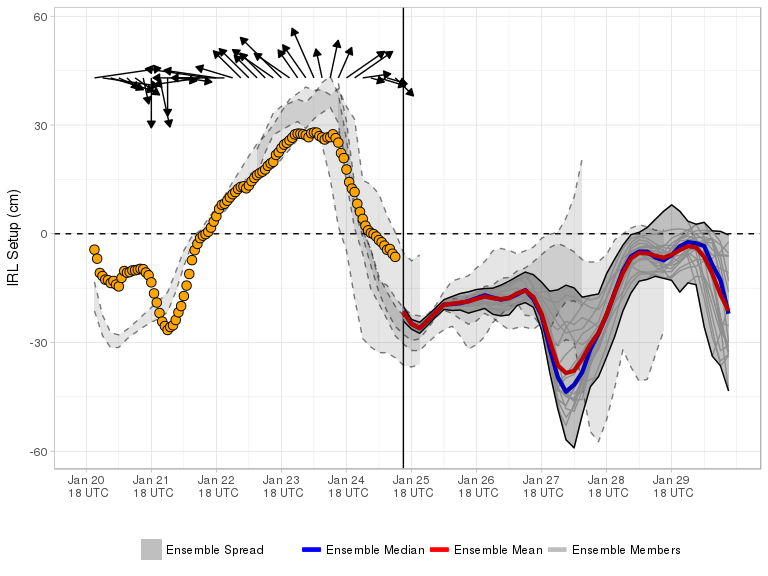 60
30
0
-30
-60
IRL Setup (cm)
Jan 20 Jan 21 Jan 22 Jan 23 Jan 24 Jan 25 Jan 26 Jan 27 Jan 28 Jan 29
18 UTC 18 UTC 18 UTC 18 UTC 18 UTC 18 UTC 18 UTC 18 UTC 18 UTC 18 UTC
Ensemble Spread Ensemble Median Ensemble Mean Ensemble Members